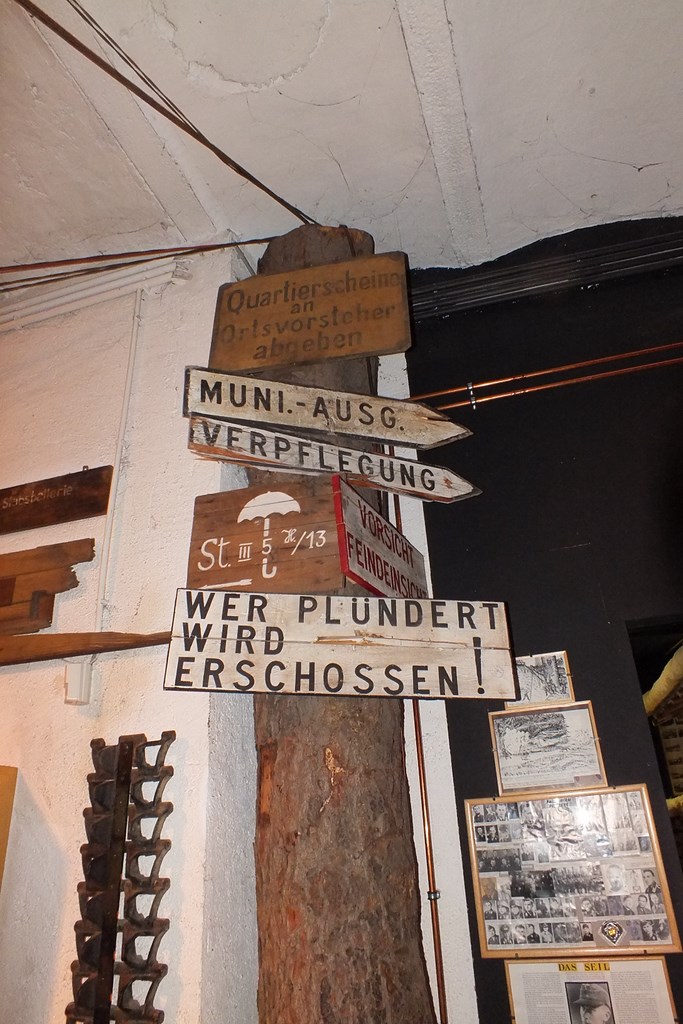 Quartierscheine
an
Ortsvorsteher
abgeben
MUNI.-AUSG.
VERPFLEGUNG
St. III 5 /13
VORSICHT
FEINDEINSICHT
WER PLÜNDERT
WIRD
ERSCHOSSEN!
DAS SEIL